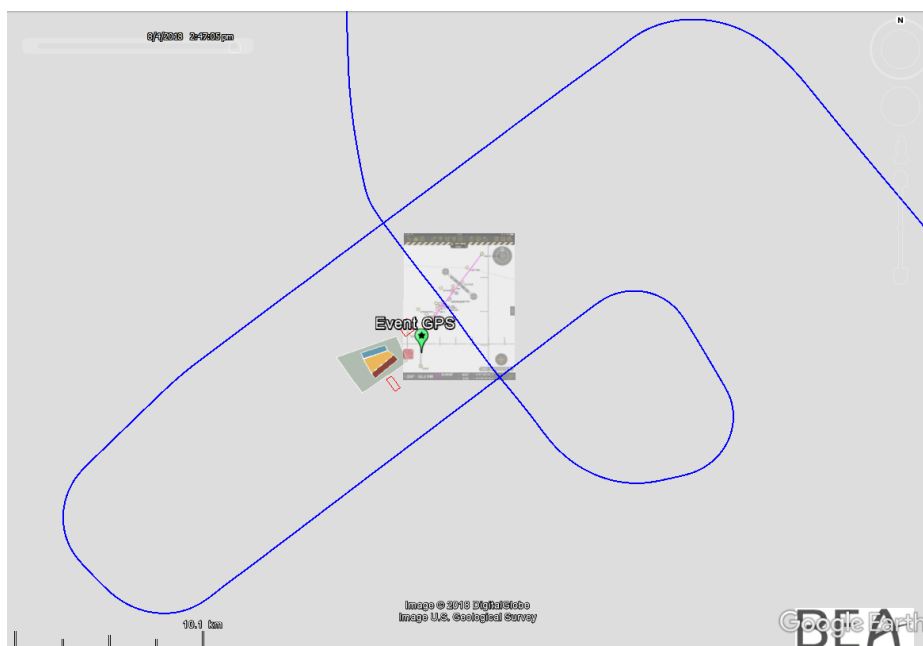 N
8/1/2018 2:47:05 pm
Event GPS
Image © 2018 DigitalGlobe
Image U.S. Geological Survey
10.1 km
Google Earth
BEA